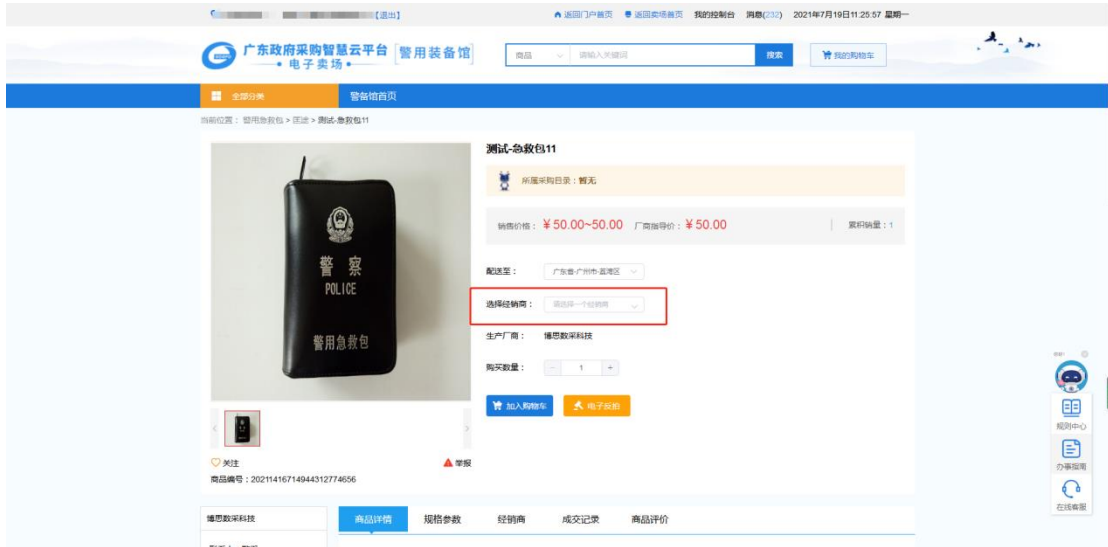 【退出】 返回门户首页 返回卖场首页 我的控制台 消息(232) 2021年7月19日11:25:57 星期一
广东政府采购智慧云平台 警用装备馆
电子卖场
商品 请输入关键词 搜索 我的购物车
全部分类 警备馆首页
当前位置：警用急救包 > 匡途 > 测试-急救包11
测试-急救包11
所属采购目录：暂无
销售价格：￥50.00~50.00 厂商指导价：￥50.00 累积销量：1
警 察
POLICE
警用急救包
配送至： 广东省-广州市-荔湾区
选择经销商： 请选择一个经销商
生产厂商： 博思数采科技
购买数量： - 1 +
加入购物车 电子反拍
关注 举报
商品编号：2021141671494431277​4656
规则中心
办事指南
在线客服
博思数采科技 商品详情 规格参数 经销商 成交记录 商品评价